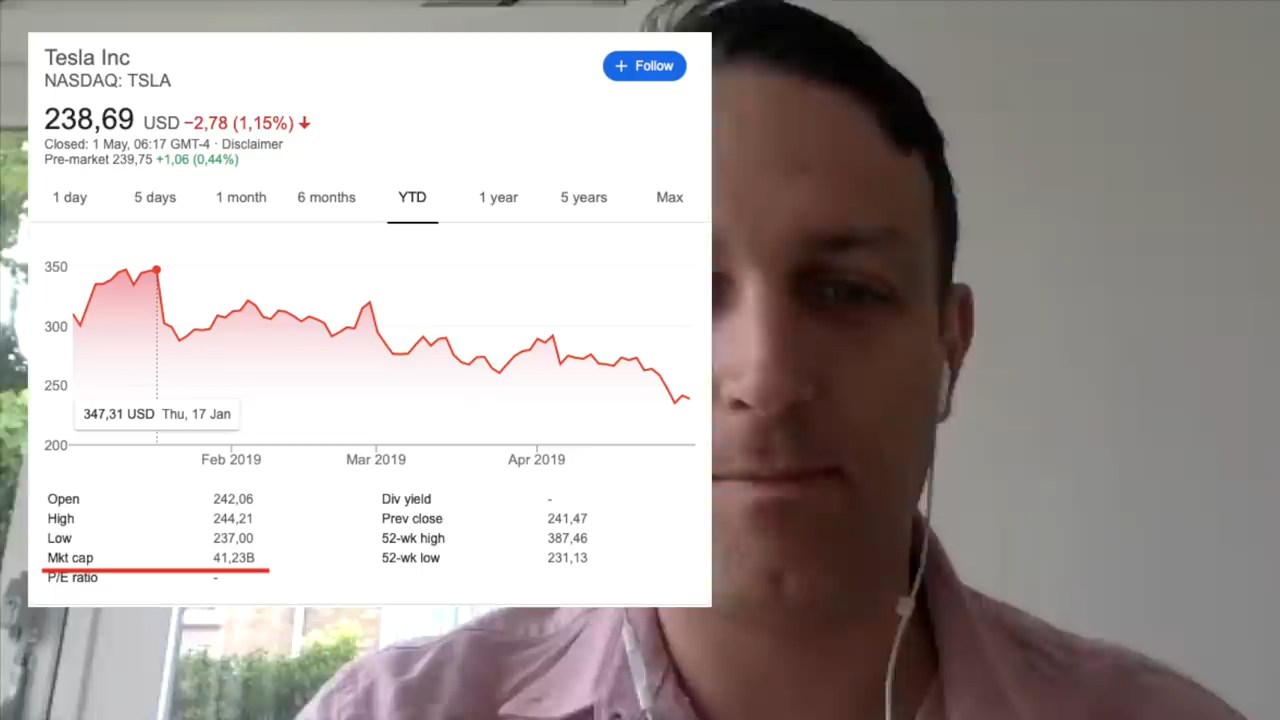 Tesla Inc
NASDAQ: TSLA
+ Follow
238,69 USD −2,78 (1,15%)
Closed: 1 May, 06:17 GMT-4 · Disclaimer
Pre-market 239,75 +1,06 (0,44%)
1 day 5 days 1 month 6 months YTD 1 year 5 years Max
350
300
250
347,31 USD Thu, 17 Jan
200
Feb 2019 Mar 2019 Apr 2019
Open 242,06 Div yield -
High 244,21 Prev close 241,47
Low 237,00 52-wk high 387,46
Mkt cap 41,23B 52-wk low 231,13
P/E ratio -